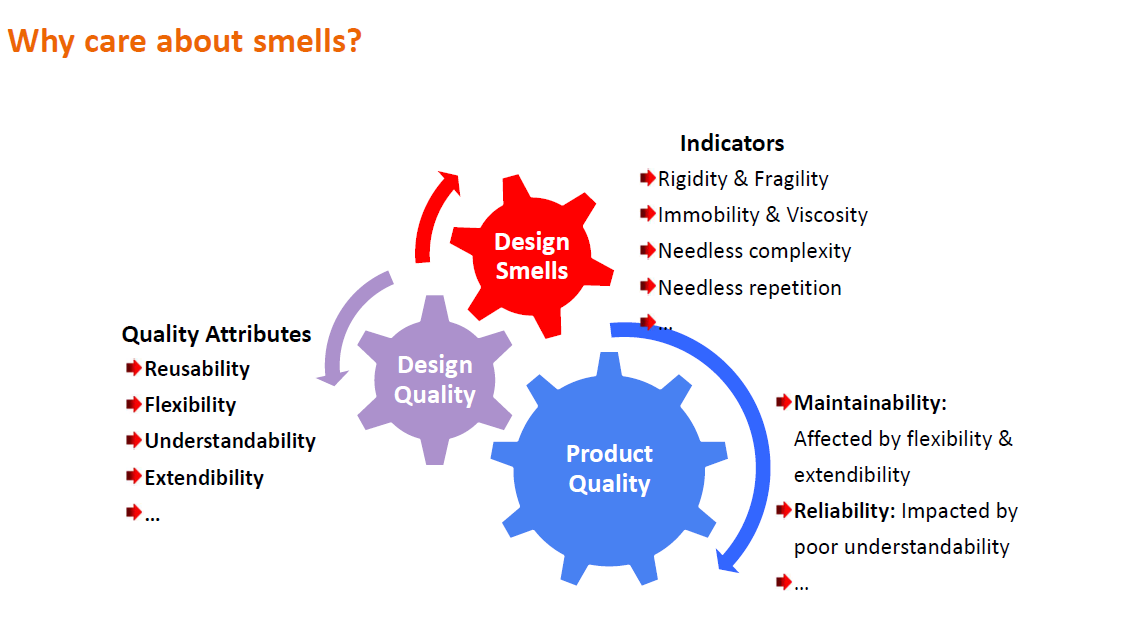 Why care about smells?
Indicators
Rigidity & Fragility
Immobility & Viscosity
Needless complexity
Needless repetition
...
Design
Smells
Quality Attributes
Reusability
Flexibility
Understandability
Extendibility
...
Design
Quality
Product
Quality
Maintainability:
Affected by flexibility &
extendibility
Reliability: Impacted by
poor understandability
...